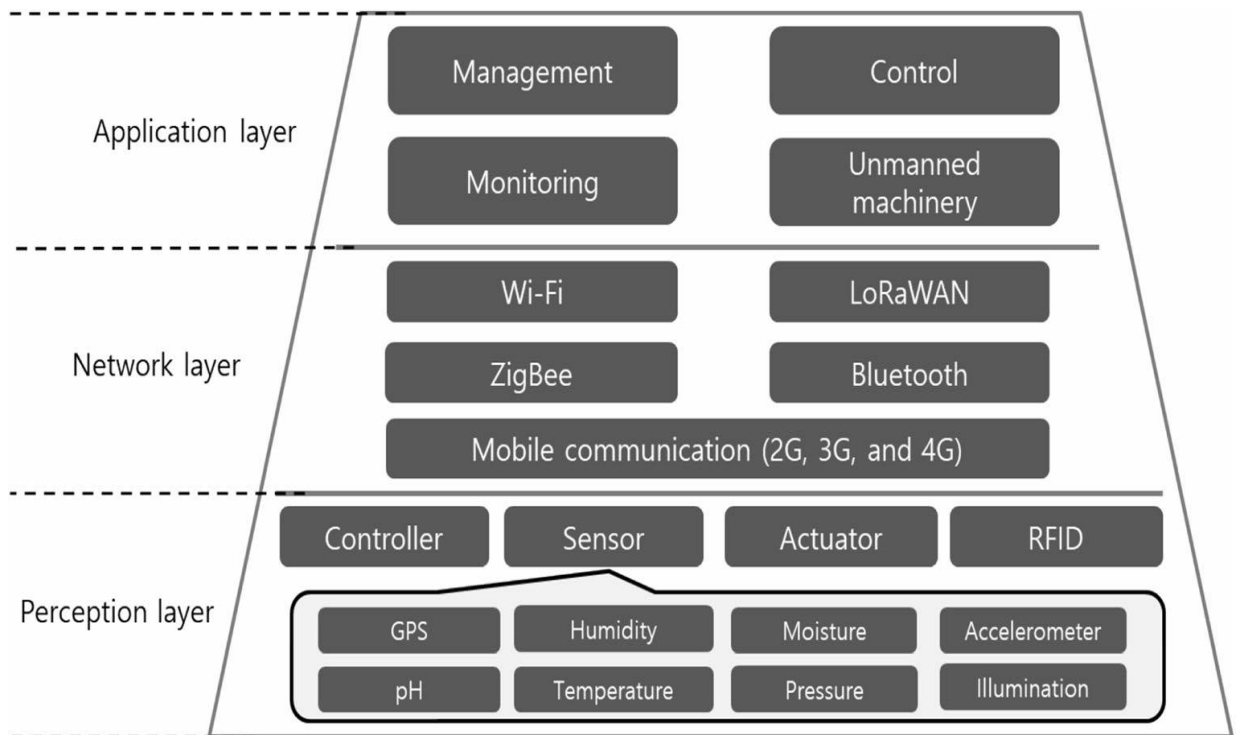 Application layer
Management
Control
Monitoring
Unmanned
machinery
Network layer
Wi-Fi
LoRaWAN
ZigBee
Bluetooth
Mobile communication (2G, 3G, and 4G)
Perception layer
Controller
Sensor
Actuator
RFID
GPS
Humidity
Moisture
Accelerometer
pH
Temperature
Pressure
Illumination